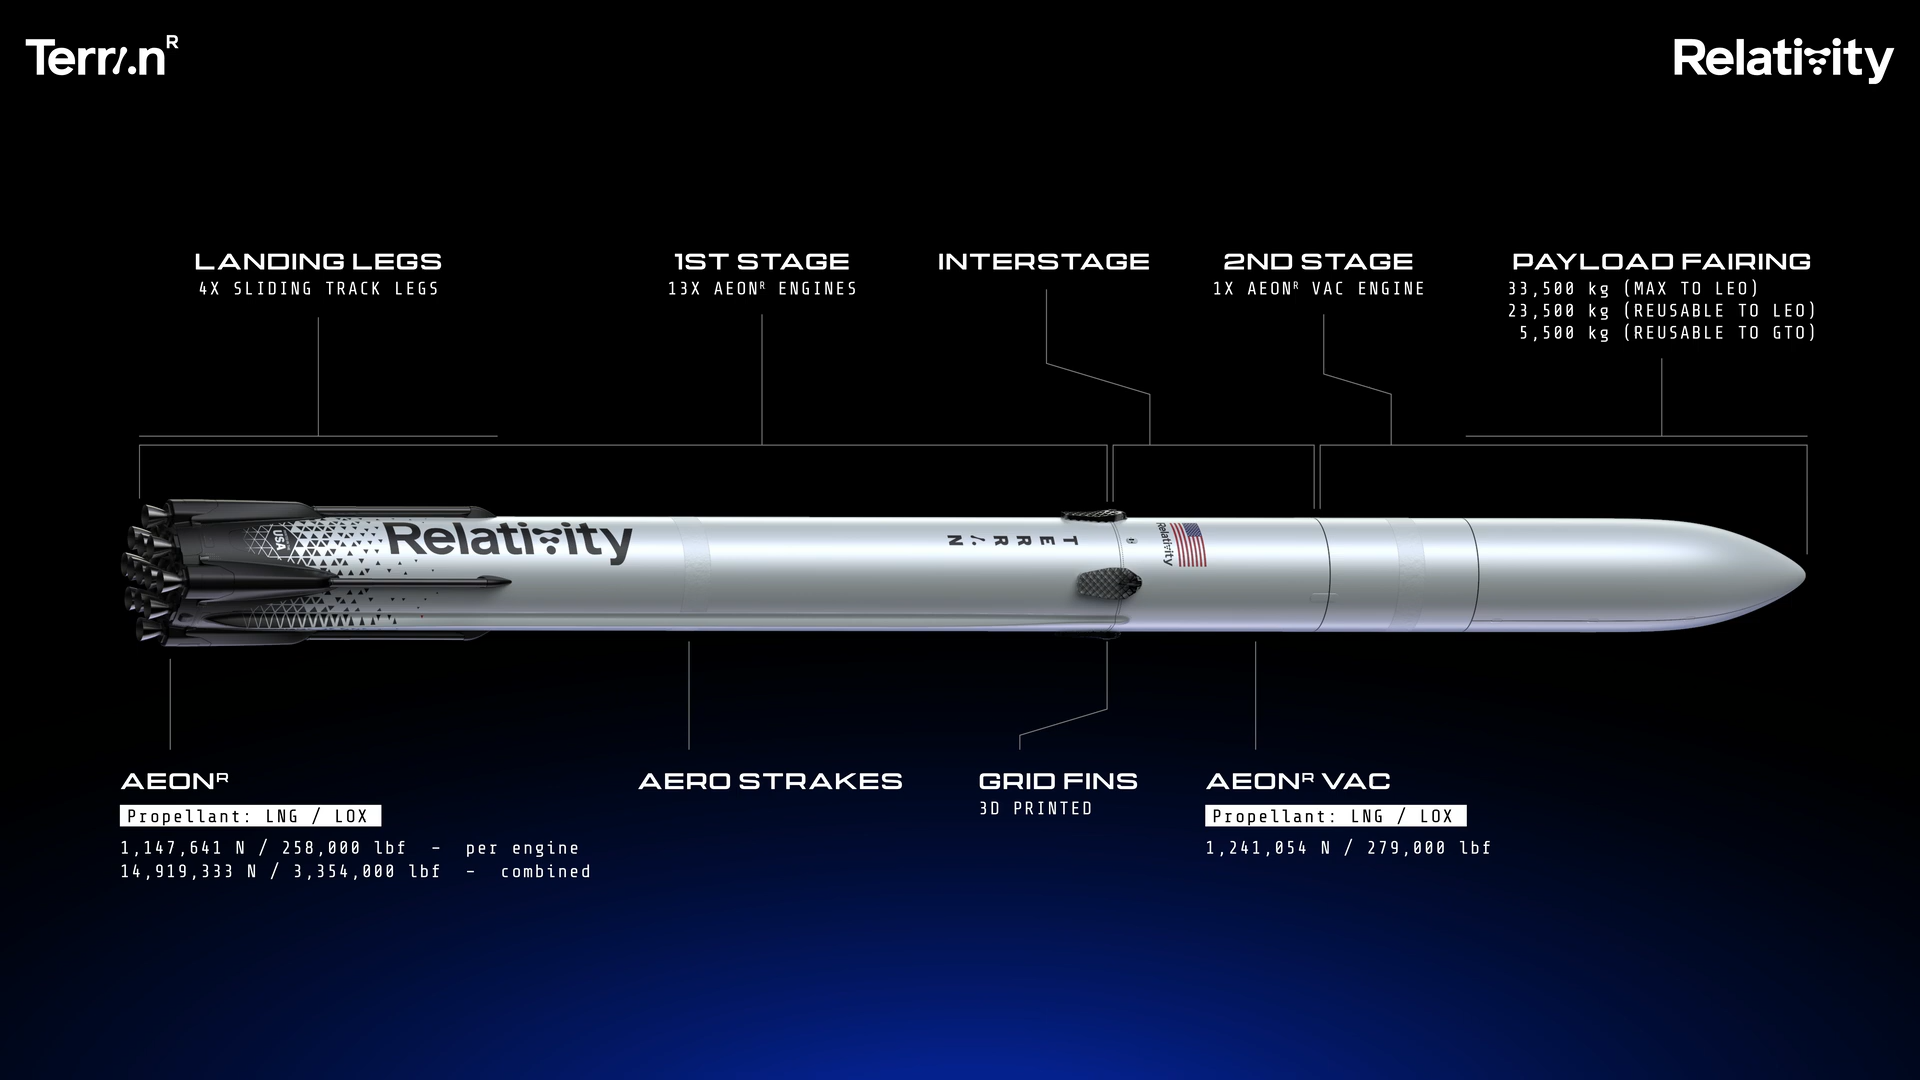 Terr/.n R
Relativity
LANDING LEGS
4X SLIDING TRACK LEGS
1ST STAGE
13X AEONᴿ ENGINES
INTERSTAGE
2ND STAGE
1X AEONᴿ VAC ENGINE
PAYLOAD FAIRING
33,500 kg (MAX TO LEO)
23,500 kg (REUSABLE TO LEO)
5,500 kg (REUSABLE TO GTO)
USA
Relativity
TERR/.N
Relativity
AEONᴿ
Propellant: LNG / LOX
1,147,641 N / 258,000 lbf – per engine
14,919,333 N / 3,354,000 lbf – combined
AERO STRAKES
GRID FINS
3D PRINTED
AEONᴿ VAC
Propellant: LNG / LOX
1,241,054 N / 279,000 lbf